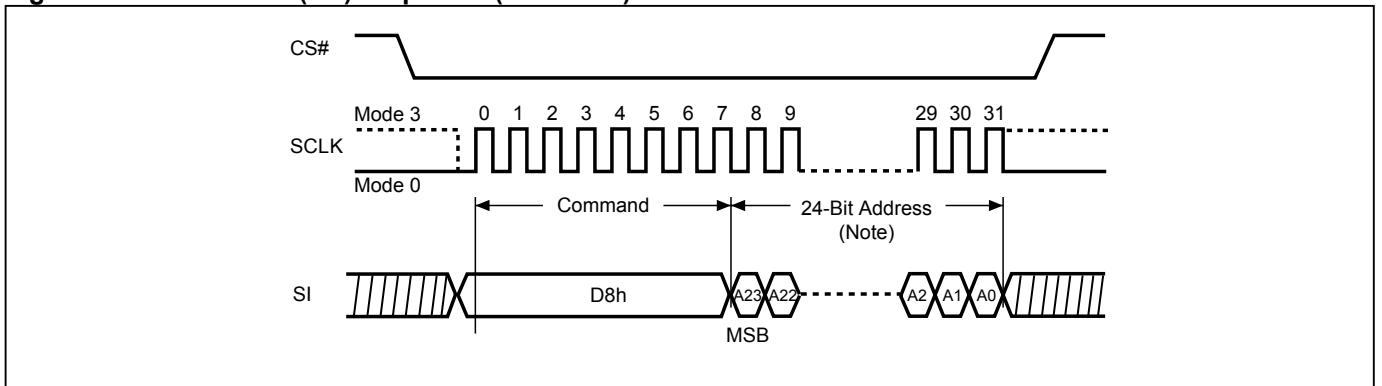 CS#
Mode 3 0 1 2 3 4 5 6 7 8 9 29 30 31
SCLK
Mode 0
Command 24-Bit Address
(Note)
SI D8h A23 A22 A2 A1 A0
MSB